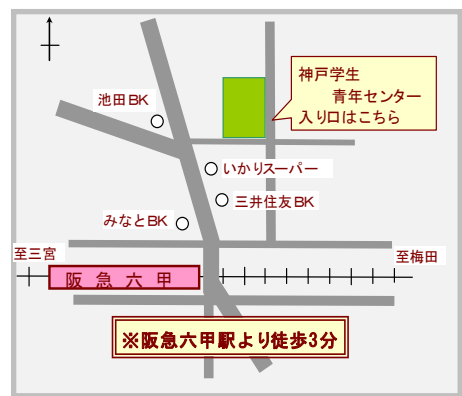 神戸学生
青年センター
入り口はこちら
池田BK
いかりスーパー
三井住友BK
みなとBK
至三宮
至梅田
阪急六甲
※阪急六甲駅より徒歩3分